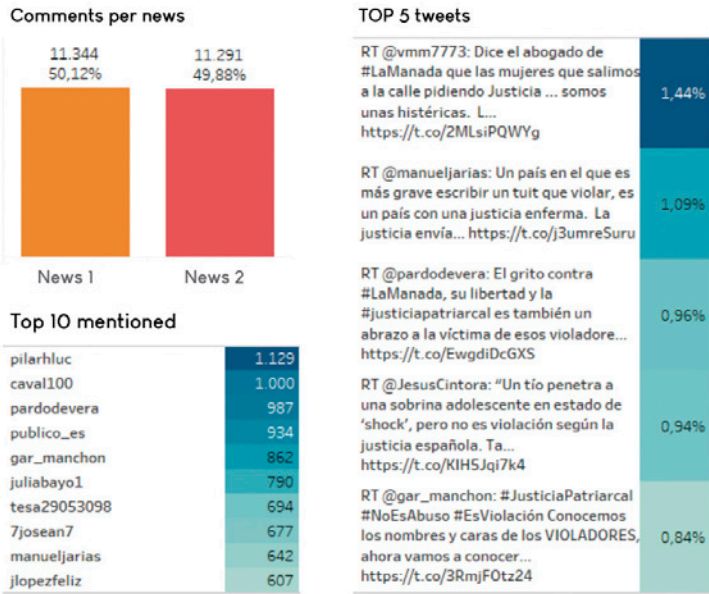 Comments per news
11.344
50,12%
11.291
49,88%
News 1
News 2
Top 10 mentioned
pilarhluc 1.129
caval100 1.000
pardodevera 987
publico_es 934
gar_manchon 862
juliabayo1 790
tesa29053098 694
7josean7 677
manueljarias 642
jlopezfeliz 607
TOP 5 tweets
RT @vmm7773: Dice el abogado de
#LaManada que las mujeres que salimos
a la calle pidiendo Justicia ... somos
unas histéricas. L...
https://t.co/2MLsiPQWYg
1,44%
RT @manueljarias: Un país en el que es
más grave escribir un tuit que violar, es
un país con una justicia enferma. La
justicia envía... https://t.co/j3umreSuru
1,09%
RT @pardodevera: El grito contra
#LaManada, su libertad y la
#justiciapatriarcal es también un
abrazo a la víctima de esos violadore...
https://t.co/EwgdiDcGXS
0,96%
RT @JesusCintora: “Un tío penetra a
una sobrina adolescente en estado de
‘shock’, pero no es violación según la
justicia española. Ta...
https://t.co/KIH5Jqi7k4
0,94%
RT @gar_manchon: #JusticiaPatriarcal
#NoEsAbuso #EsViolación Conocemos
los nombres y caras de los VIOLADORES,
ahora vamos a conocer...
https://t.co/3RmjFOtz24
0,84%